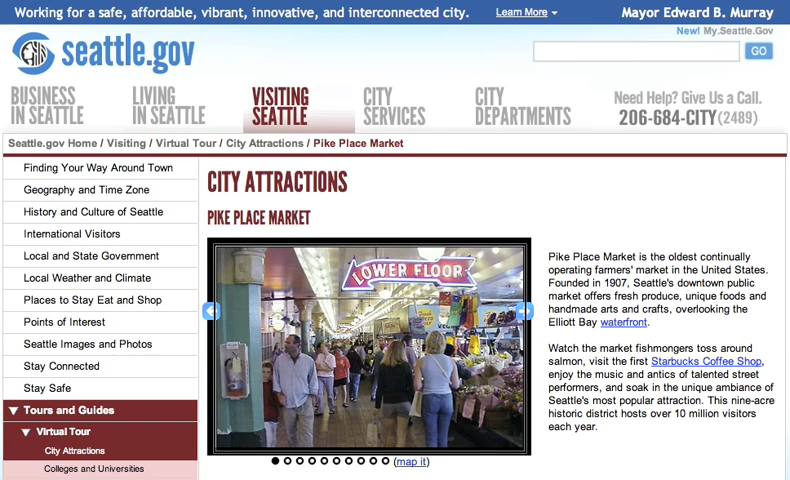 Working for a safe, affordable, vibrant, innovative, and interconnected city.
Learn More
Mayor Edward B. Murray
New! My.Seattle.Gov
seattle.gov
GO
BUSINESS IN SEATTLE
LIVING IN SEATTLE
VISITING SEATTLE
CITY SERVICES
CITY DEPARTMENTS
Need Help? Give Us a Call.
206-684-CITY(2489)
Seattle.gov Home / Visiting / Virtual Tour / City Attractions / Pike Place Market
Finding Your Way Around Town
Geography and Time Zone
History and Culture of Seattle
International Visitors
Local and State Government
Local Weather and Climate
Places to Stay Eat and Shop
Points of Interest
Seattle Images and Photos
Stay Connected
Stay Safe
Tours and Guides
Virtual Tour
City Attractions
Colleges and Universities
CITY ATTRACTIONS
PIKE PLACE MARKET
LOWER FLOOR
(map it)
Pike Place Market is the oldest continually
operating farmers' market in the United States.
Founded in 1907, Seattle's downtown public
market offers fresh produce, unique foods and
handmade arts and crafts, overlooking the
Elliott Bay waterfront.
Watch the market fishmongers toss around
salmon, visit the first Starbucks Coffee Shop,
enjoy the music and antics of talented street
performers, and soak in the unique ambiance of
Seattle's most popular attraction. This nine-acre
historic district hosts over 10 million visitors
each year.